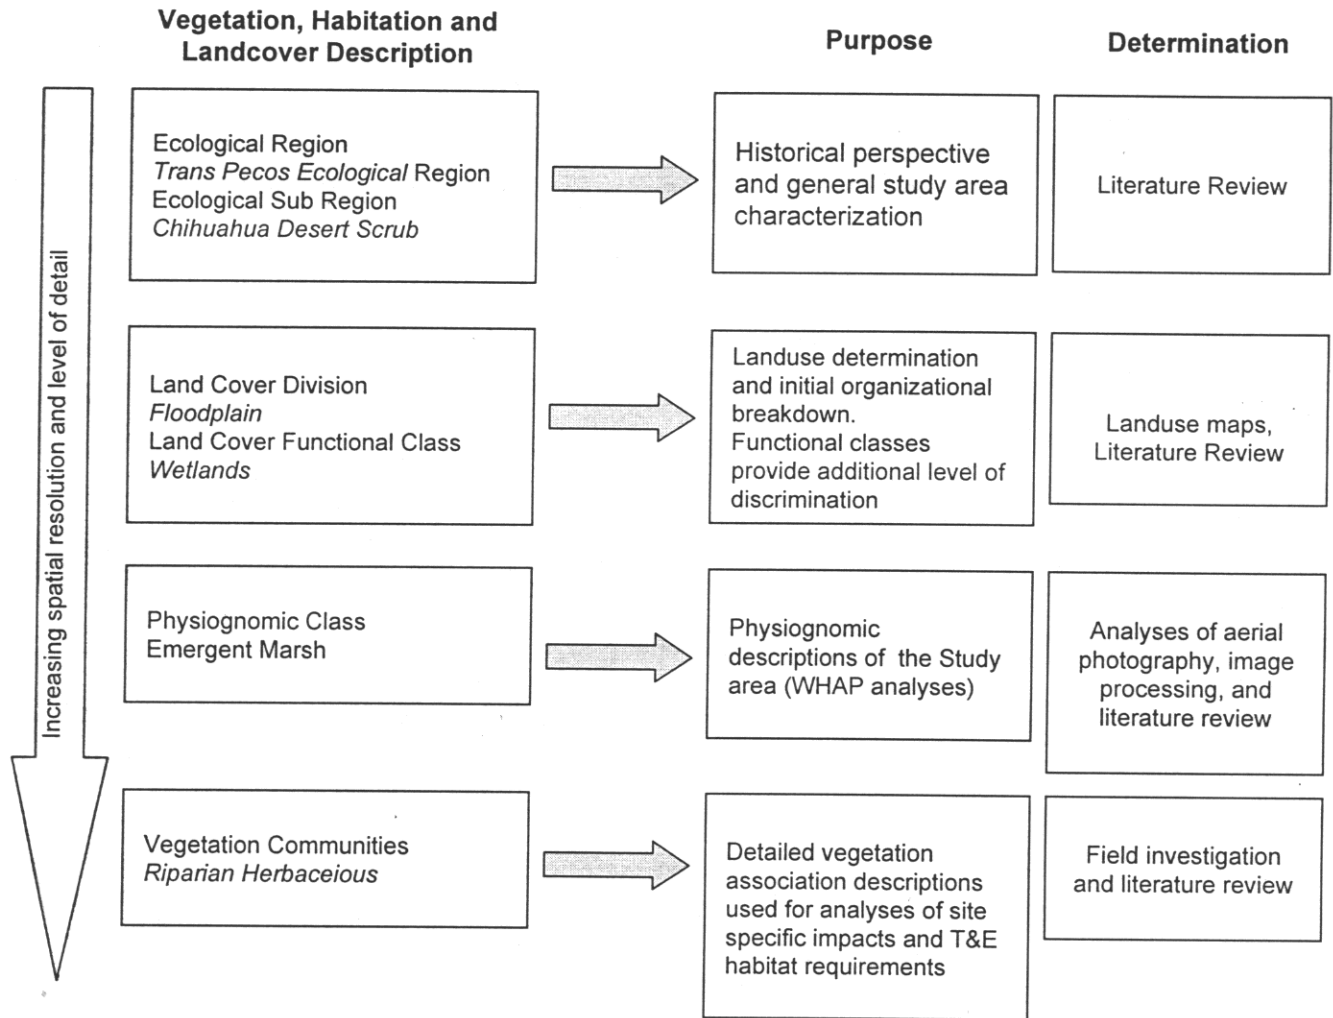 Vegetation, Habitation and
Landcover Description
Purpose
Determination
Increasing spatial resolution and level of detail
Ecological Region
Trans Pecos Ecological Region
Ecological Sub Region
Chihuahua Desert Scrub
Historical perspective
and general study area
characterization
Literature Review
Land Cover Division
Floodplain
Land Cover Functional Class
Wetlands
Landuse determination
and initial organizational
breakdown.
Functional classes
provide additional level of
discrimination
Landuse maps,
Literature Review
Physiognomic Class
Emergent Marsh
Physiognomic
descriptions of the Study
area (WHAP analyses)
Analyses of aerial
photography, image
processing, and
literature review
Vegetation Communities
Riparian Herbaceious
Detailed vegetation
association descriptions
used for analyses of site
specific impacts and T&E
habitat requirements
Field investigation
and literature review